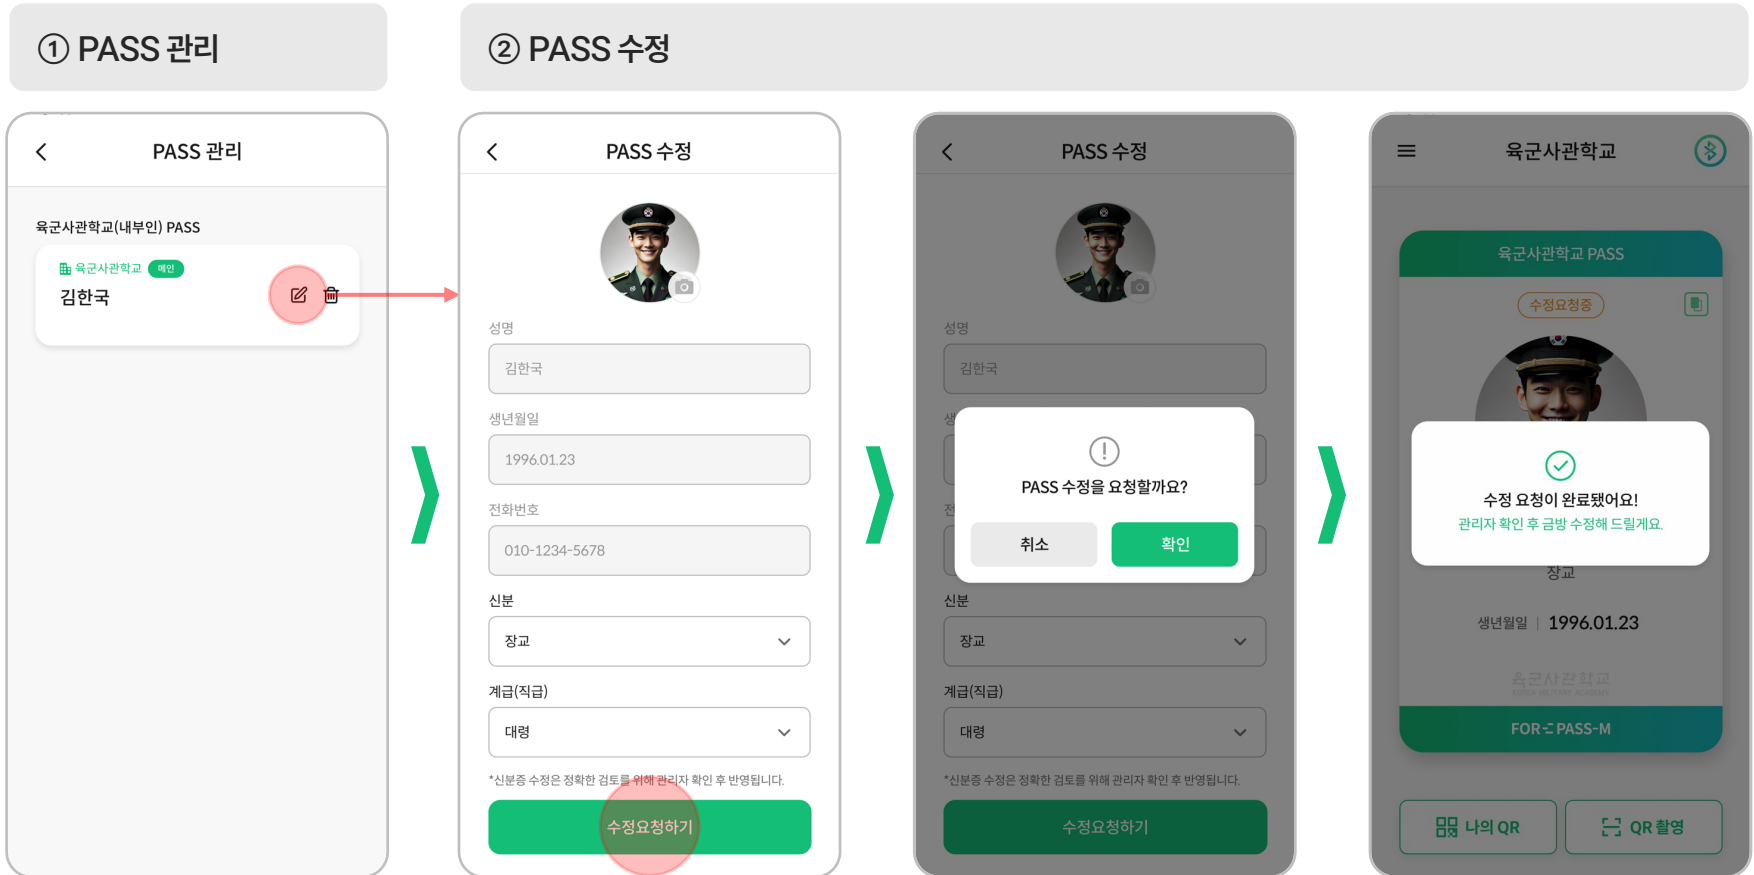 ① PASS 관리
② PASS 수정
PASS 관리
육군사관학교(내부인) PASS
육군사관학교 메인
김한국
PASS 수정
성명
김한국
생년월일
1996.01.23
전화번호
010-1234-5678
신분
장교
계급(직급)
대령
*신분증 수정은 정확한 검토를 위해 관리자 확인 후 반영됩니다.
수정요청하기
PASS 수정
성명
김한국
생
전
PASS 수정을 요청할까요?
취소 확인
신분
장교
계급(직급)
대령
*신분증 수정은 정확한 검토를 위해 관리자 확인 후 반영됩니다.
수정요청하기
육군사관학교
육군사관학교 PASS
수정요청중
수정 요청이 완료됐어요!
관리자 확인 후 금방 수정해 드릴게요.
장교
생년월일 | 1996.01.23
육군사관학교
KOREA MILITARY ACADEMY
FOR-PASS-M
나의 QR QR 촬영